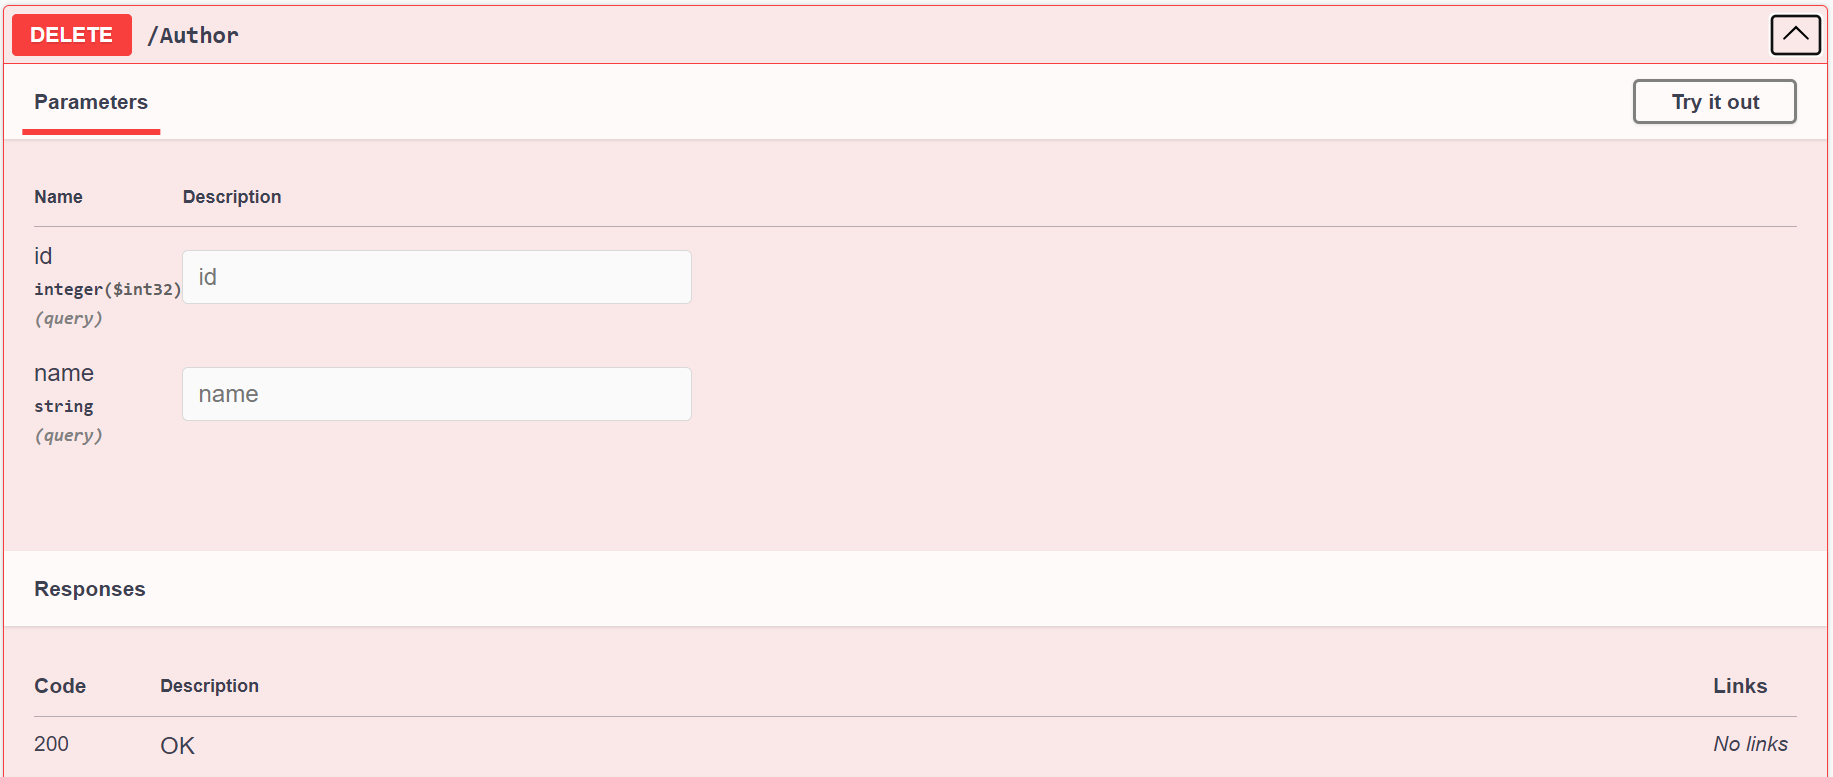 DELETE /Author
Parameters Try it out
Name Description
id
id
integer($int32)
(query)
name
name
string
(query)
Responses
Code Description Links
200 OK No links